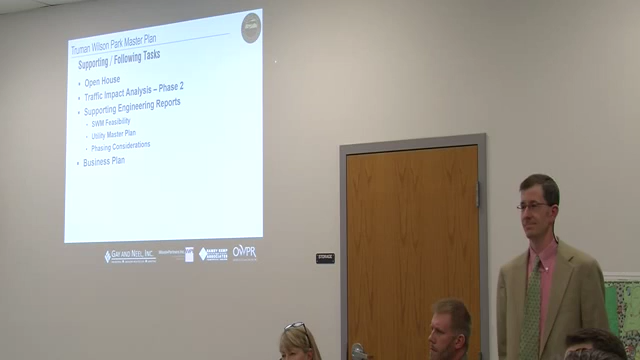 Truman Wilson Park Master Plan
Supporting / Following Tasks
• Open House
• Traffic Impact Analysis – Phase 2
• Supporting Engineering Reports
- SWM Feasibility
- Utility Master Plan
- Phasing Considerations
• Business Plan
GAY AND NEEL, INC.
OWPR
STORAGE